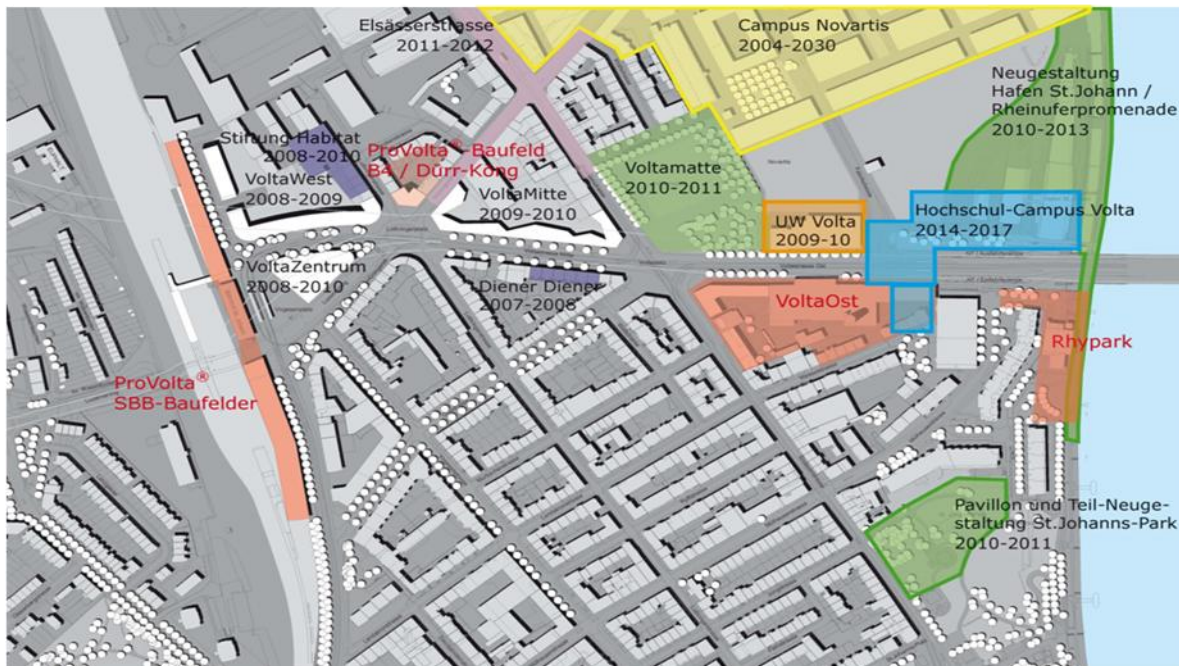 Elsässerstrasse
2011-2012
Campus Novartis
2004-2030
Neugestaltung
Hafen St.Johann /
Rheinuferpromenade
2010-2013
Stiftung Habitat
2008-2010
ProVolta®-Baufeld
B4 / Dürr-König
VoltaWest
2008-2009
VoltaMitte
2009-2010
Voltamatte
2010-2011
Novartis
UW Volta
2009-10
Hochschul-Campus Volta
2014-2017
VoltaZentrum
2008-2010
Diener Diener
2007-2008
VoltaOst
Rhypark
ProVolta®
SBB-Baufelder
Pavillon und Teil-Neuge-
staltung St.Johanns-Park
2010-2011